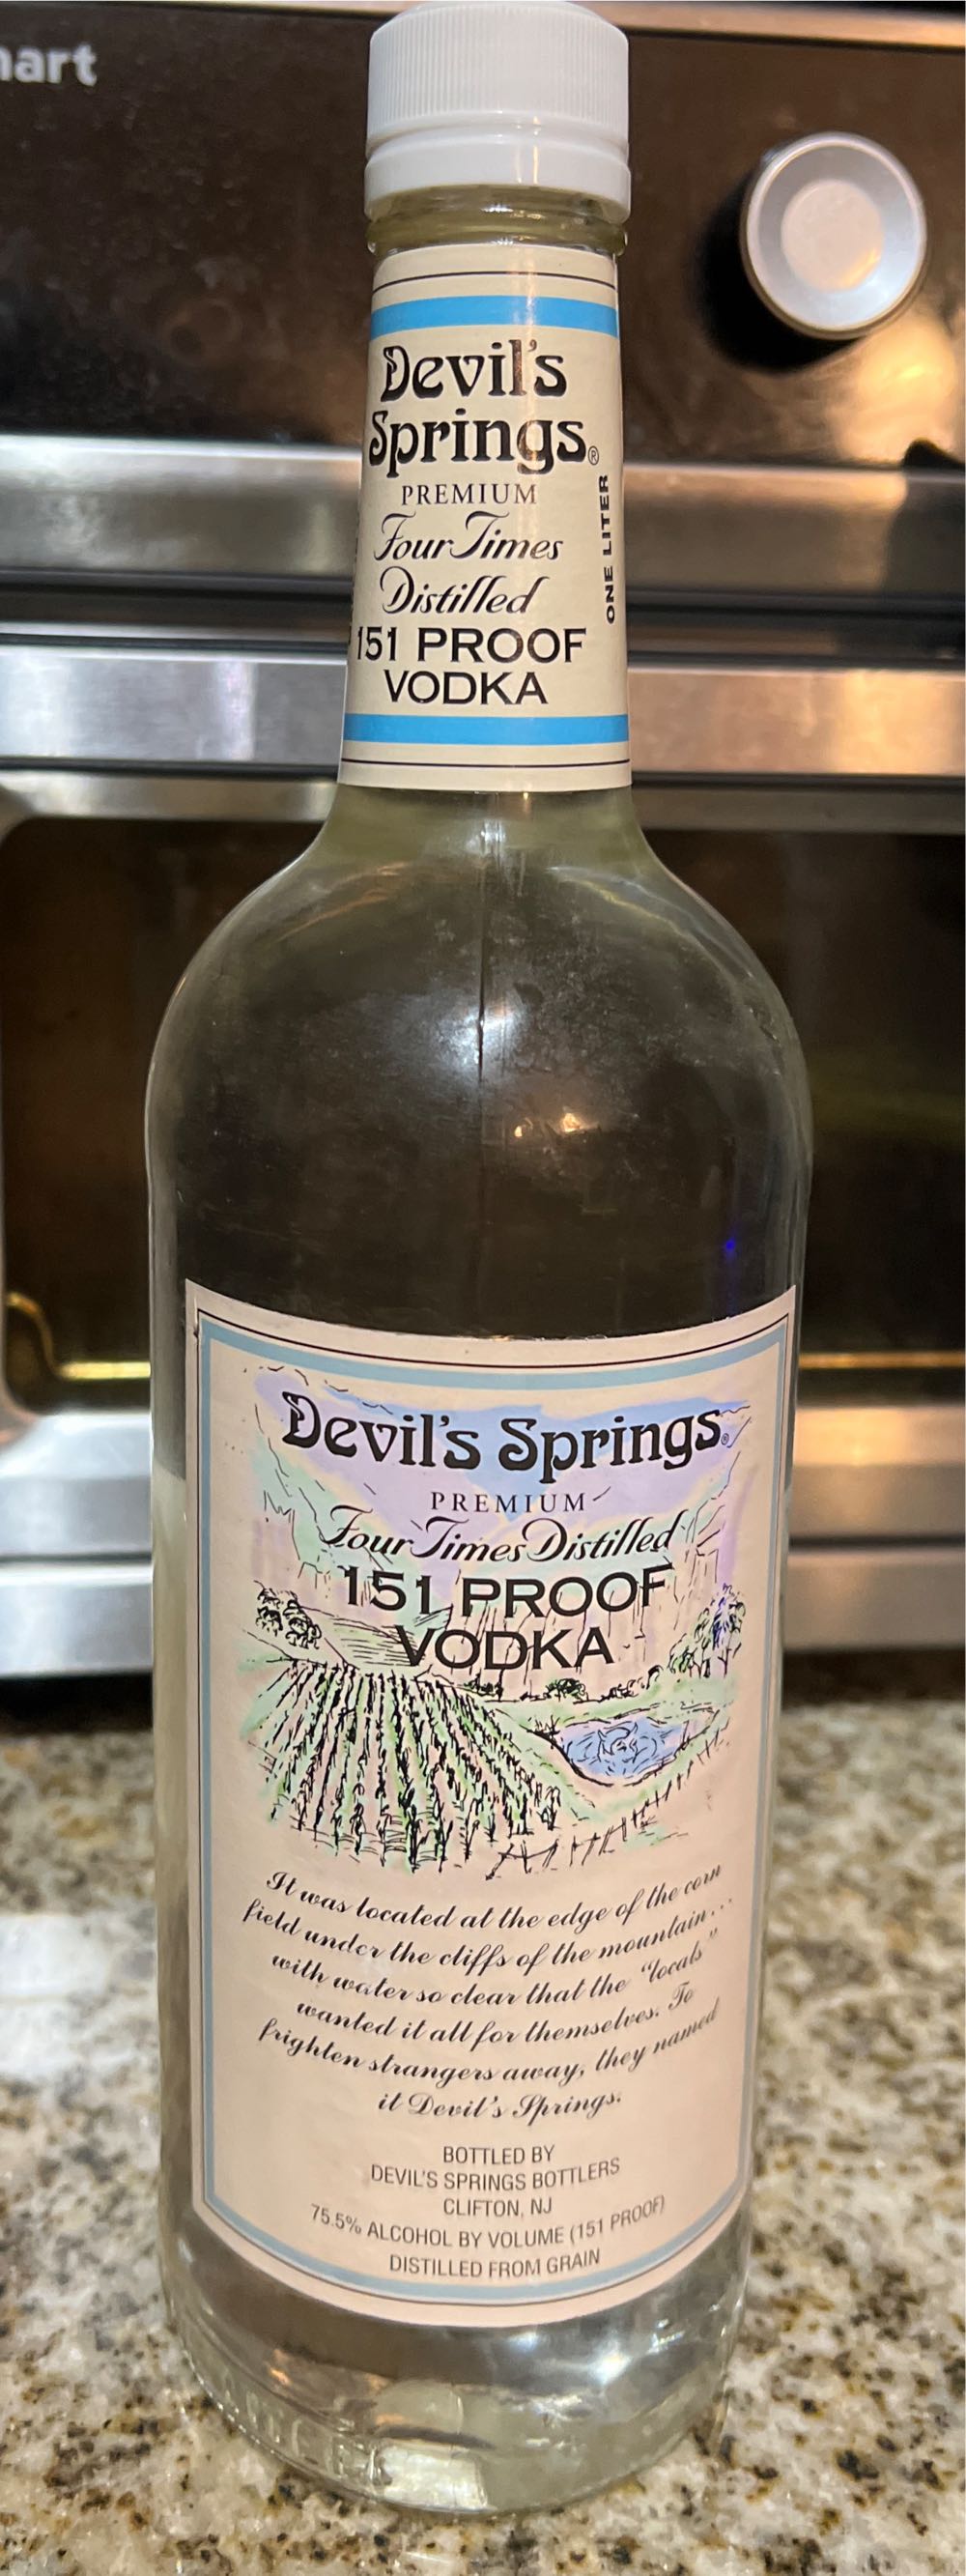 Devil's
Springs®
PREMIUM
Four Times
Distilled
151 PROOF
VODKA
ONE LITER
Devil's Springs®
PREMIUM
Four Times Distilled
151 PROOF
VODKA
It was located at the edge of the corn
field under the cliffs of the mountain...
with water so clear that the "locals"
wanted it all for themselves. To
frighten strangers away, they named
it Devil's Springs.
BOTTLED BY
DEVIL'S SPRINGS BOTTLERS
CLIFTON, NJ
75.5% ALCOHOL BY VOLUME (151 PROOF)
DISTILLED FROM GRAIN